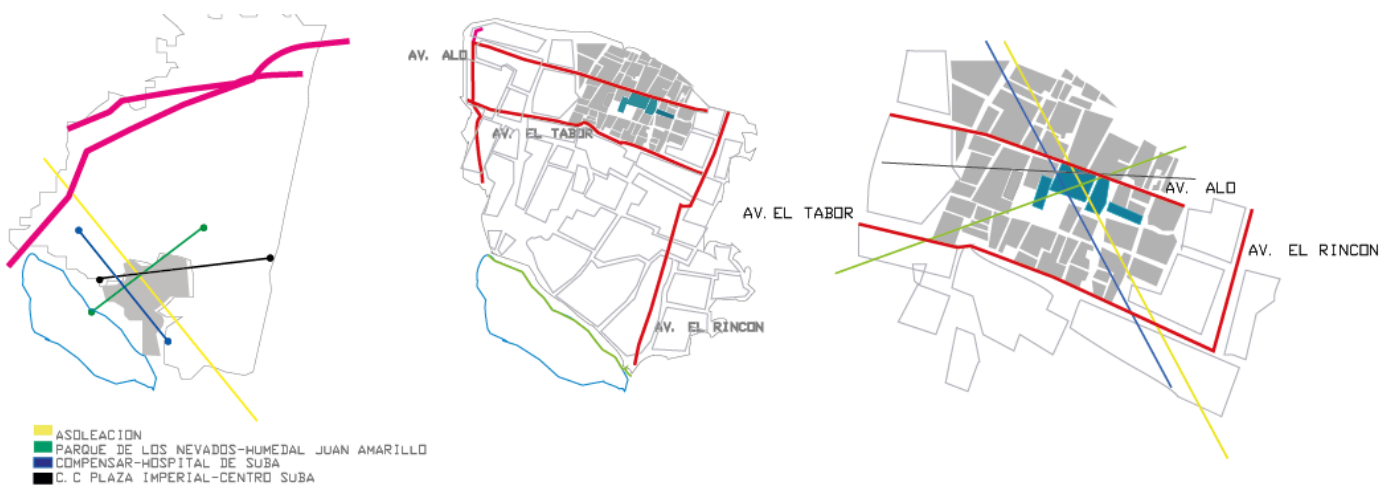 AV. ALO
AV. EL TABOR
AV. EL RINCON
AV. ALO
AV. EL TABOR
AV. EL RINCON
ASOLEACION
PARQUE DE LOS NEVADOS-HUMEDAL JUAN AMARILLO
COMPENSAR-HOSPITAL DE SUBA
C.C PLAZA IMPERIAL-CENTRO SUBA